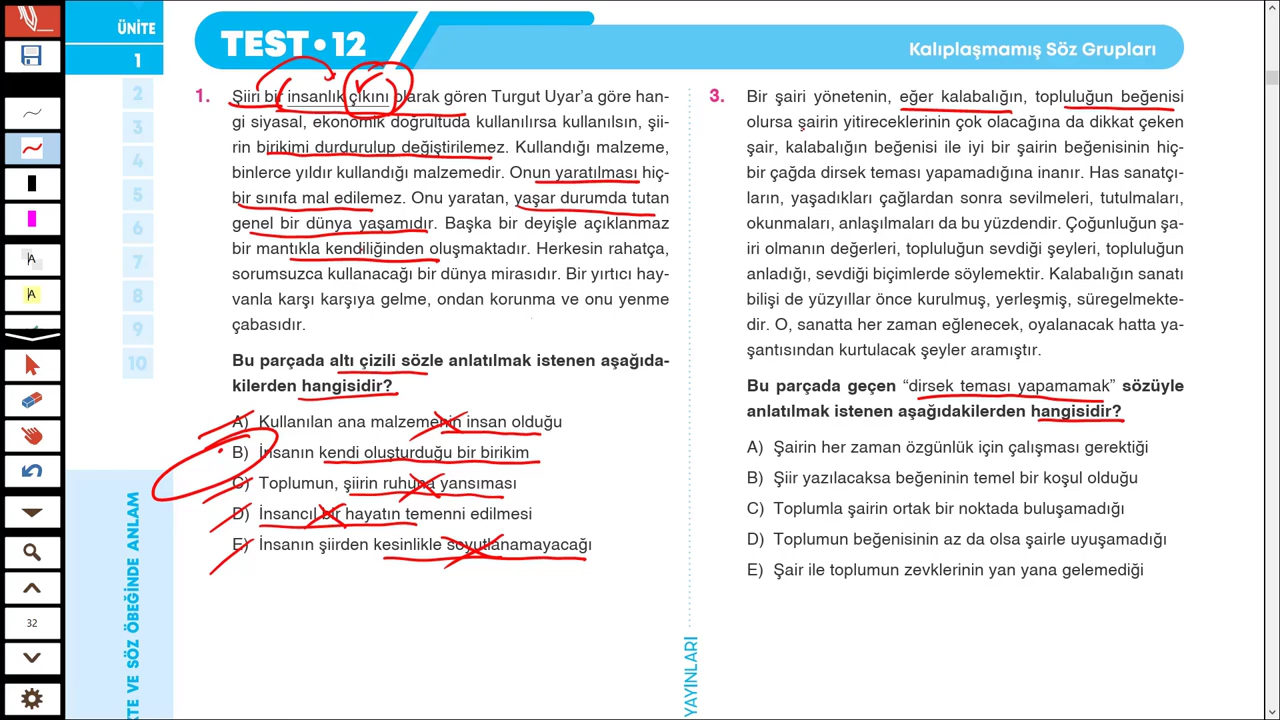 ÜNİTE
1
2
3
4
5
6
7
8
9
10
TEST • 12
Kalıplaşmamış Söz Grupları
1. Şiiri bir insanlık çıkını olarak gören Turgut Uyar'a göre han-
gi siyasal, ekonomik doğrultuda kullanılırsa kullanılsın, şii-
rin birikimi durdurulup değiştirilemez. Kullandığı malzeme,
binlerce yıldır kullandığı malzemedir. Onun yaratılması hiç-
bir sınıfa mal edilemez. Onu yaratan, yaşar durumda tutan
genel bir dünya yaşamıdır. Başka bir deyişle açıklanmaz
bir mantıkla kendiliğinden oluşmaktadır. Herkesin rahatça,
sorumsuzca kullanacağı bir dünya mirasıdır. Bir yırtıcı hay-
vanla karşı karşıya gelme, ondan korunma ve onu yenme
çabasıdır.
Bu parçada altı çizili sözle anlatılmak istenen aşağıda-
kilerden hangisidir?
A) Kullanılan ana malzemenin insan olduğu
B) İnsanın kendi oluşturduğu bir birikim
C) Toplumun, şiirin ruhuna yansıması
D) İnsancıl bir hayatın temenni edilmesi
E) İnsanın şiirden kesinlikle soyutlanamayacağı
3. Bir şairi yönetenin, eğer kalabalığın, topluluğun beğenisi
olursa şairin yitireceklerinin çok olacağına da dikkat çeken
şair, kalabalığın beğenisi ile iyi bir şairin beğenisinin hiç-
bir çağda dirsek teması yapamadığına inanır. Has sanatçı-
ların, yaşadıkları çağlardan sonra sevilmeleri, tutulmaları,
okunmaları, anlaşılmaları da bu yüzdendir. Çoğunluğun şa-
iri olmanın değerleri, topluluğun sevdiği şeyleri, topluluğun
anladığı, sevdiği biçimlerde söylemektir. Kalabalığın sanatı
bilişi de yüzyıllar önce kurulmuş, yerleşmiş, süregelmekte-
dir. O, sanatta her zaman eğlenecek, oyalanacak hatta ya-
şantısından kurtulacak şeyler aramıştır.
Bu parçada geçen “dirsek teması yapamamak” sözüyle
anlatılmak istenen aşağıdakilerden hangisidir?
A) Şairin her zaman özgünlük için çalışması gerektiği
B) Şiir yazılacaksa beğeninin temel bir koşul olduğu
C) Toplumla şairin ortak bir noktada buluşamadığı
D) Toplumun beğenisinin az da olsa şairle uyuşamadığı
E) Şair ile toplumun zevklerinin yan yana gelemediği
KTE VE SÖZ ÖBEĞİNDE ANLAM
YAYINLARI
A
A
32